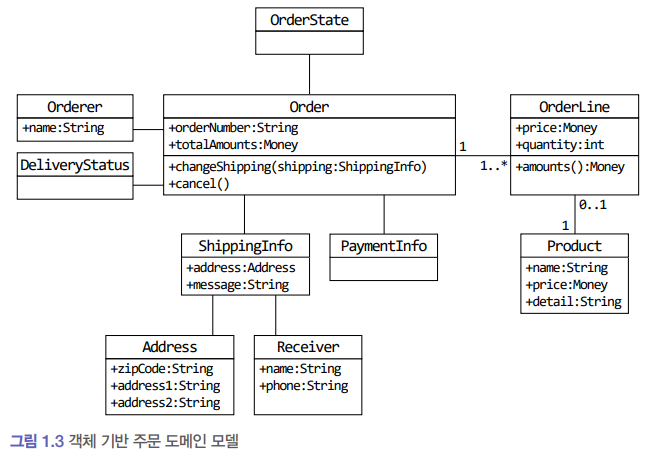 OrderState
Orderer
+name:String
DeliveryStatus
Order
+orderNumber:String
+totalAmounts:Money
+changeShipping(shipping:ShippingInfo)
+cancel()
1
1..*
OrderLine
+price:Money
+quantity:int
+amounts():Money
0..1
1
ShippingInfo
+address:Address
+message:String
PaymentInfo
Product
+name:String
+price:Money
+detail:String
Address
+zipCode:String
+address1:String
+address2:String
Receiver
+name:String
+phone:String
그림 1.3 객체 기반 주문 도메인 모델